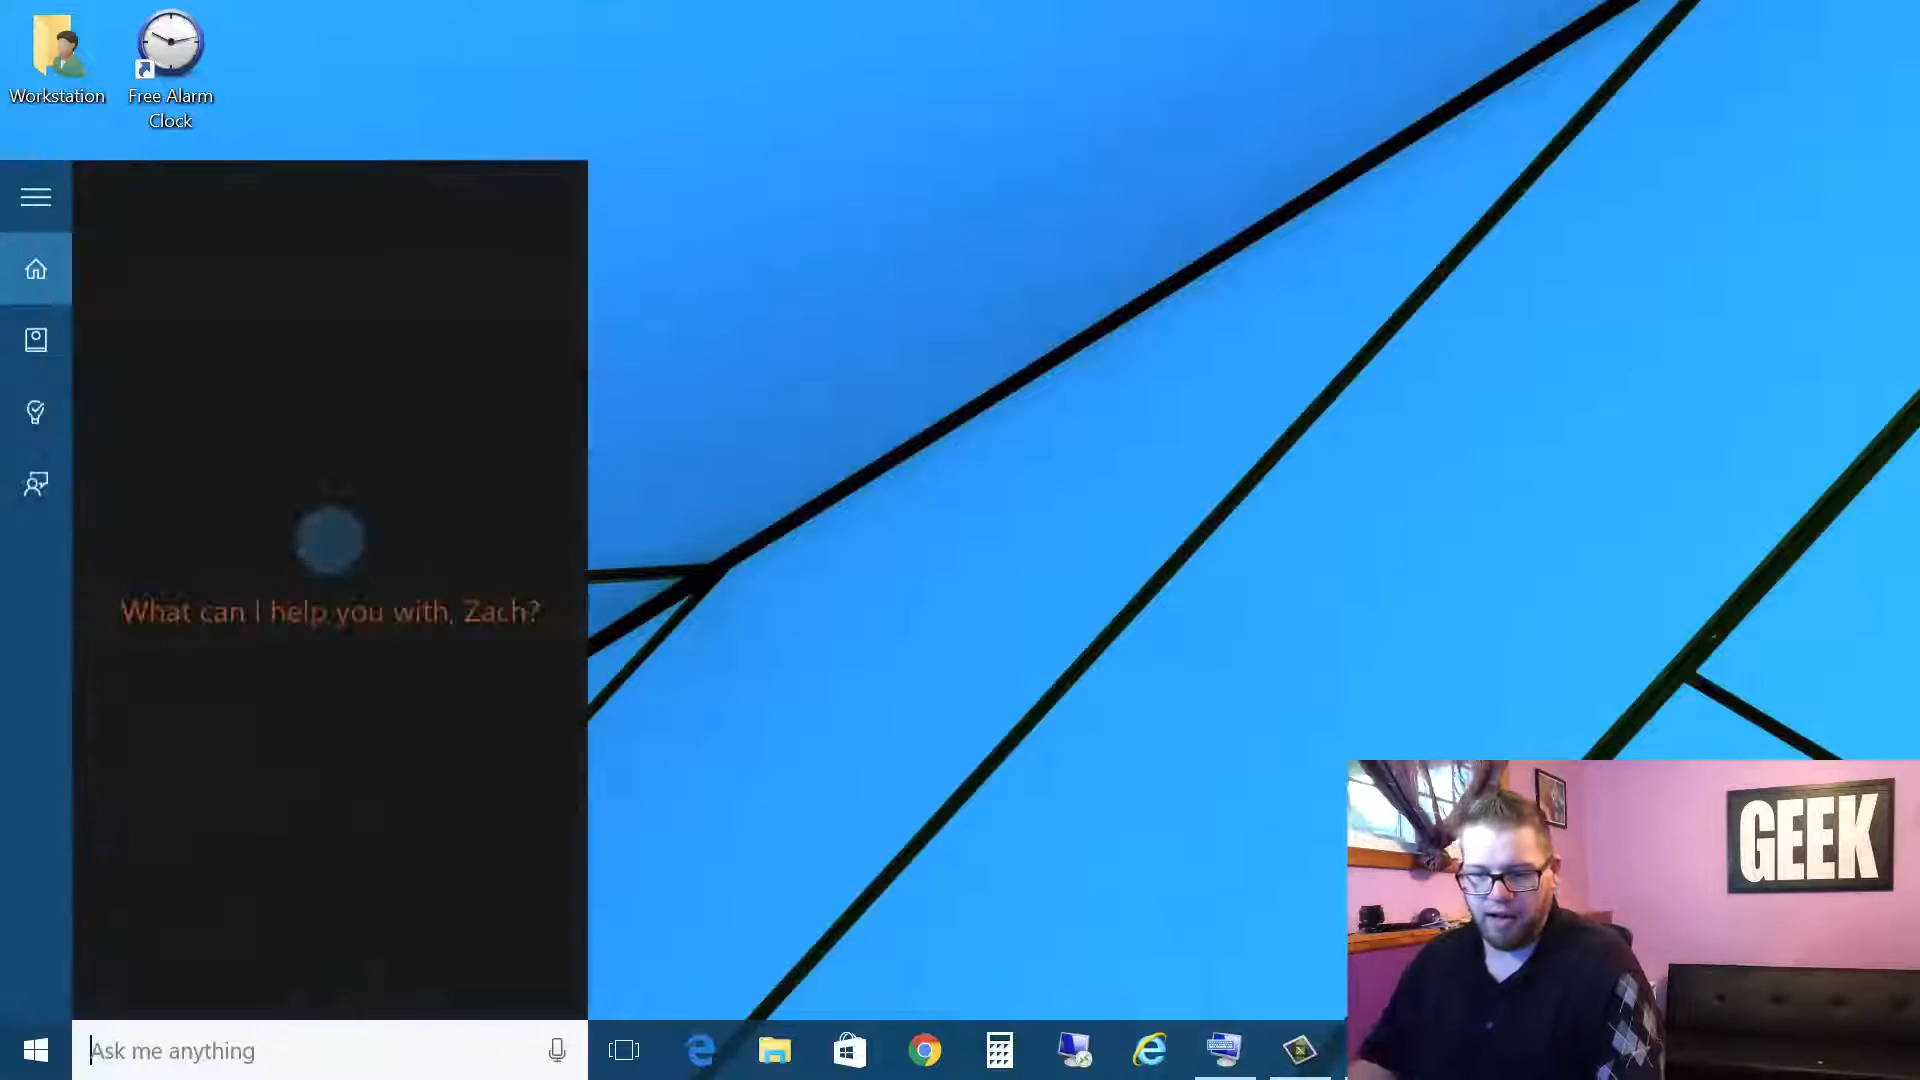 Workstation
Free Alarm
Clock
What can I help you with, Zach?
Ask me anything
GEEK